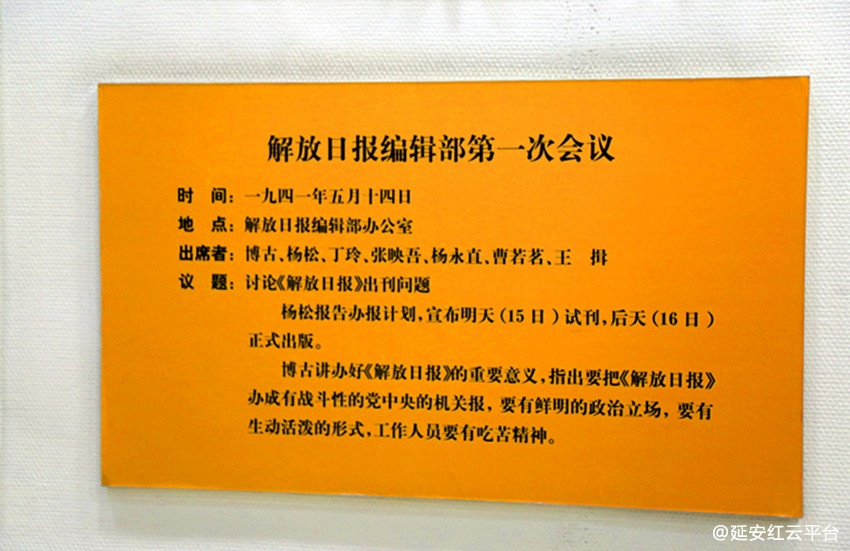 解放日报编辑部第一次会议
时 间：一九四一年五月十四日
地 点：解放日报编辑部办公室
出席者：博古、杨松、丁玲、张映吾、杨永直、曹若茗、王 揖
议 题：讨论《解放日报》出刊问题
杨松报告办报计划，宣布明天（15日）试刊，后天（16日）
正式出版。
博古讲办好《解放日报》的重要意义，指出要把《解放日报》
办成有战斗性的党中央的机关报，要有鲜明的政治立场，要有
生动活泼的形式，工作人员要有吃苦精神。
@延安红云平台